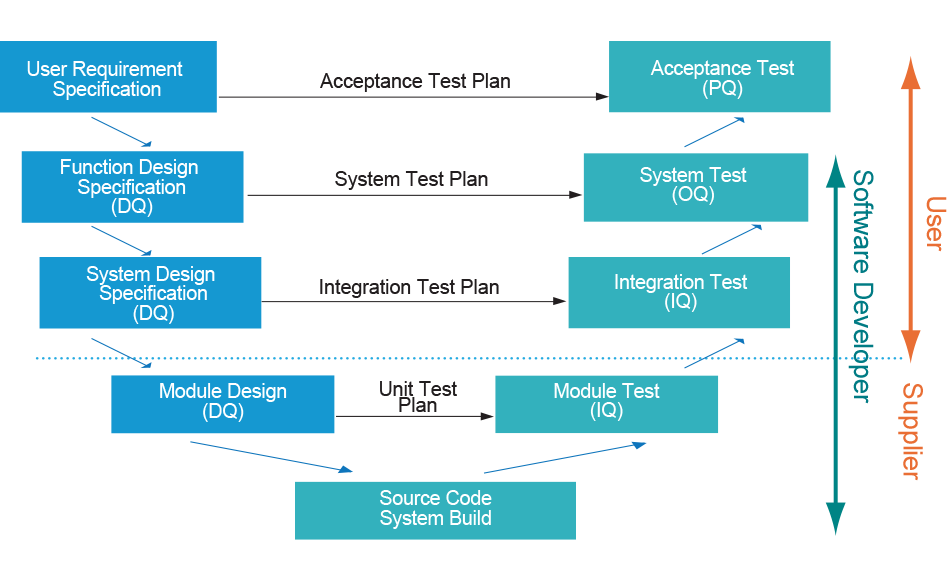 User Requirement
Specification
Acceptance Test Plan
Acceptance Test
(PQ)
Function Design
Specification
(DQ)
System Test Plan
System Test
(OQ)
System Design
Specification
(DQ)
Integration Test Plan
Integration Test
(IQ)
Module Design
(DQ)
Unit Test
Plan
Module Test
(IQ)
Source Code
System Build
Software Developer
User
Supplier